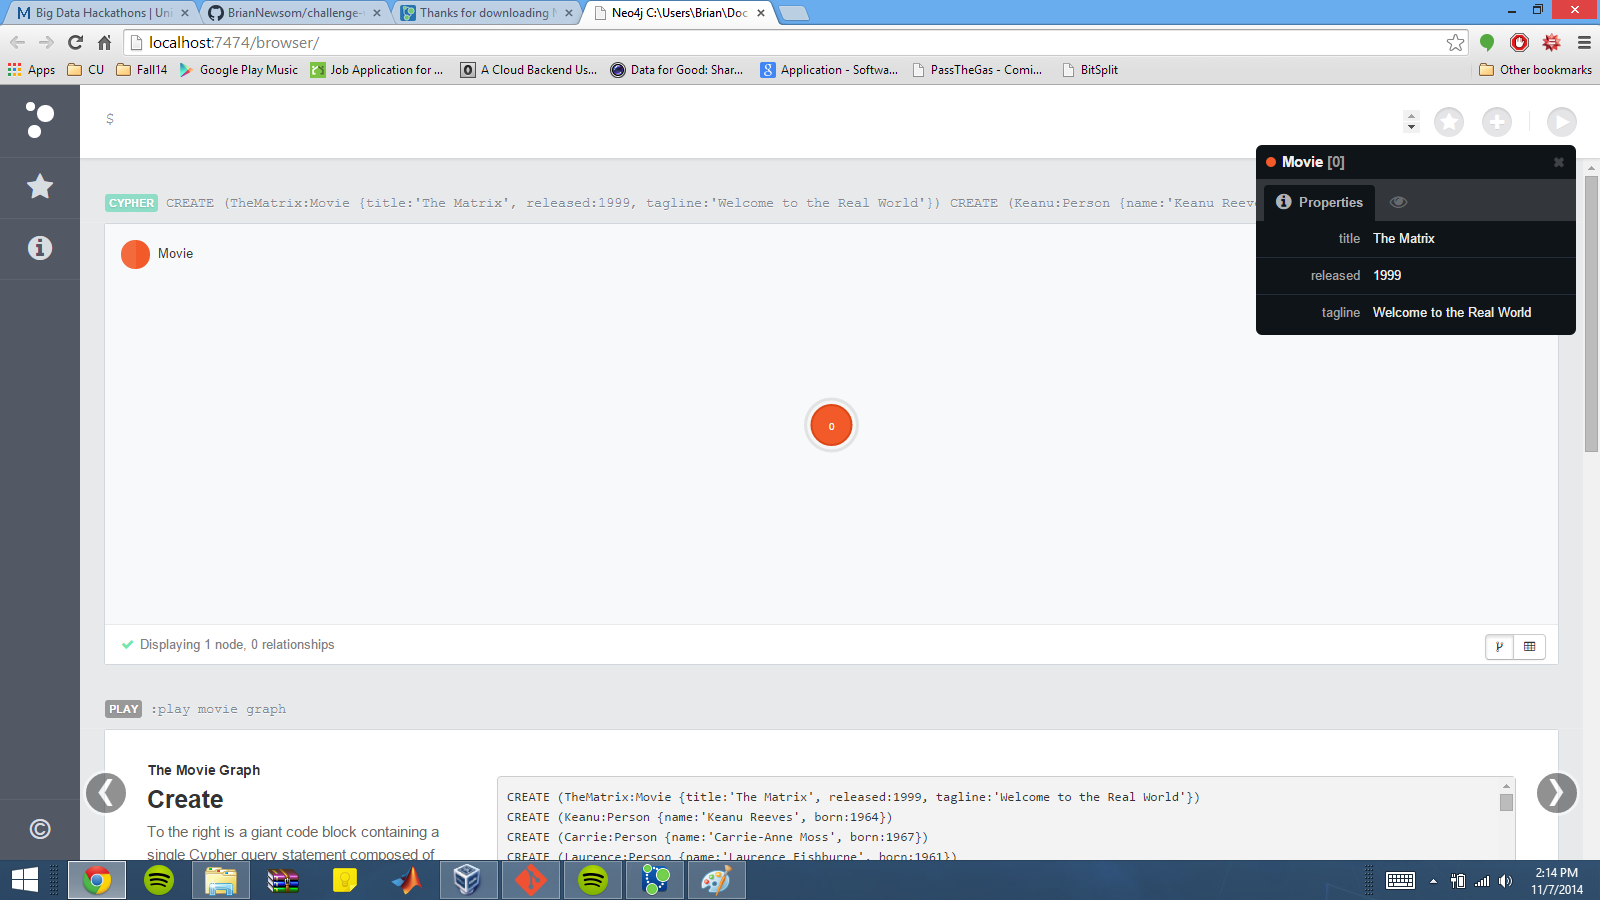 Big Data Hackathons | Uni
BrianNewsom/challenge-
Thanks for downloading N
Neo4j C:\Users\Brian\Doc
localhost:7474/browser/
Apps
CU
Fall14
Google Play Music
Job Application for ...
A Cloud Backend Us...
Data for Good: Shar...
Application - Softwa...
PassTheGas - Comi...
BitSplit
Other bookmarks
$
Movie [0]
Properties
title The Matrix
released 1999
tagline Welcome to the Real World
CYPHER CREATE (TheMatrix:Movie {title:'The Matrix', released:1999, tagline:'Welcome to the Real World'}) CREATE (Keanu:Person {name:'Keanu Reeve
Movie
0
Displaying 1 node, 0 relationships
PLAY :play movie graph
The Movie Graph
Create
To the right is a giant code block containing a
single Cypher query statement composed of
CREATE (TheMatrix:Movie {title:'The Matrix', released:1999, tagline:'Welcome to the Real World'})
CREATE (Keanu:Person {name:'Keanu Reeves', born:1964})
CREATE (Carrie:Person {name:'Carrie-Anne Moss', born:1967})
CREATE (Laurence:Person {name:'Laurence Fishburne', born:1961})
©
2:14 PM
11/7/2014